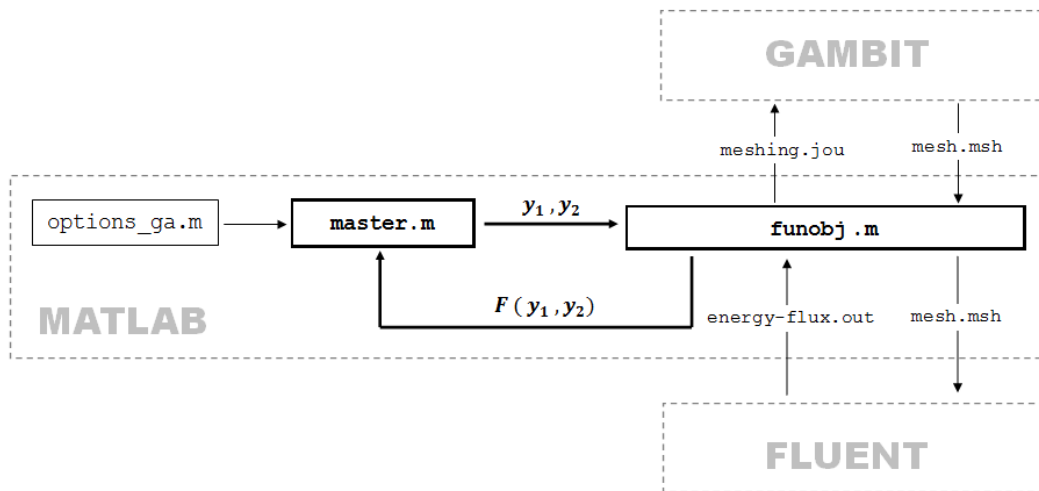 GAMBIT
meshing.jou
mesh.msh
options_ga.m
master.m
y₁ , y₂
funobj .m
F ( y₁ , y₂)
MATLAB
energy-flux.out
mesh.msh
FLUENT